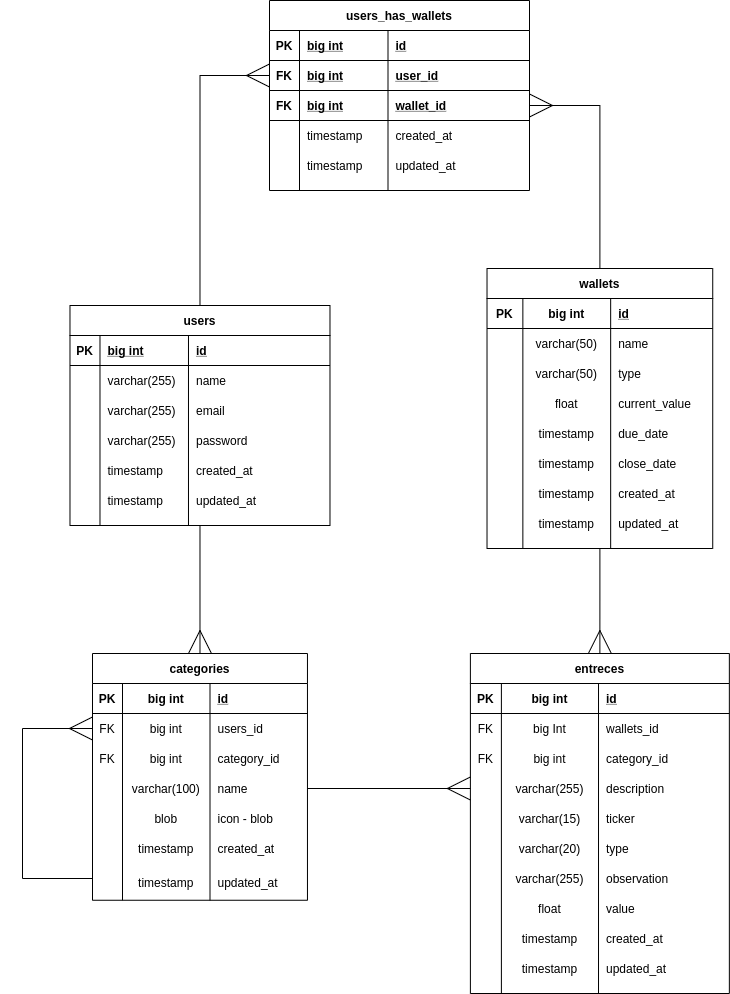 users_has_wallets
PK big int id
FK big int user_id
FK big int wallet_id
timestamp created_at
timestamp updated_at
users
PK big int id
varchar(255) name
varchar(255) email
varchar(255) password
timestamp created_at
timestamp updated_at
wallets
PK big int id
varchar(50) name
varchar(50) type
float current_value
timestamp due_date
timestamp close_date
timestamp created_at
timestamp updated_at
categories
PK big int id
FK big int users_id
FK big int category_id
varchar(100) name
blob icon - blob
timestamp created_at
timestamp updated_at
entreces
PK big int id
FK big Int wallets_id
FK big int category_id
varchar(255) description
varchar(15) ticker
varchar(20) type
varchar(255) observation
float value
timestamp created_at
timestamp updated_at